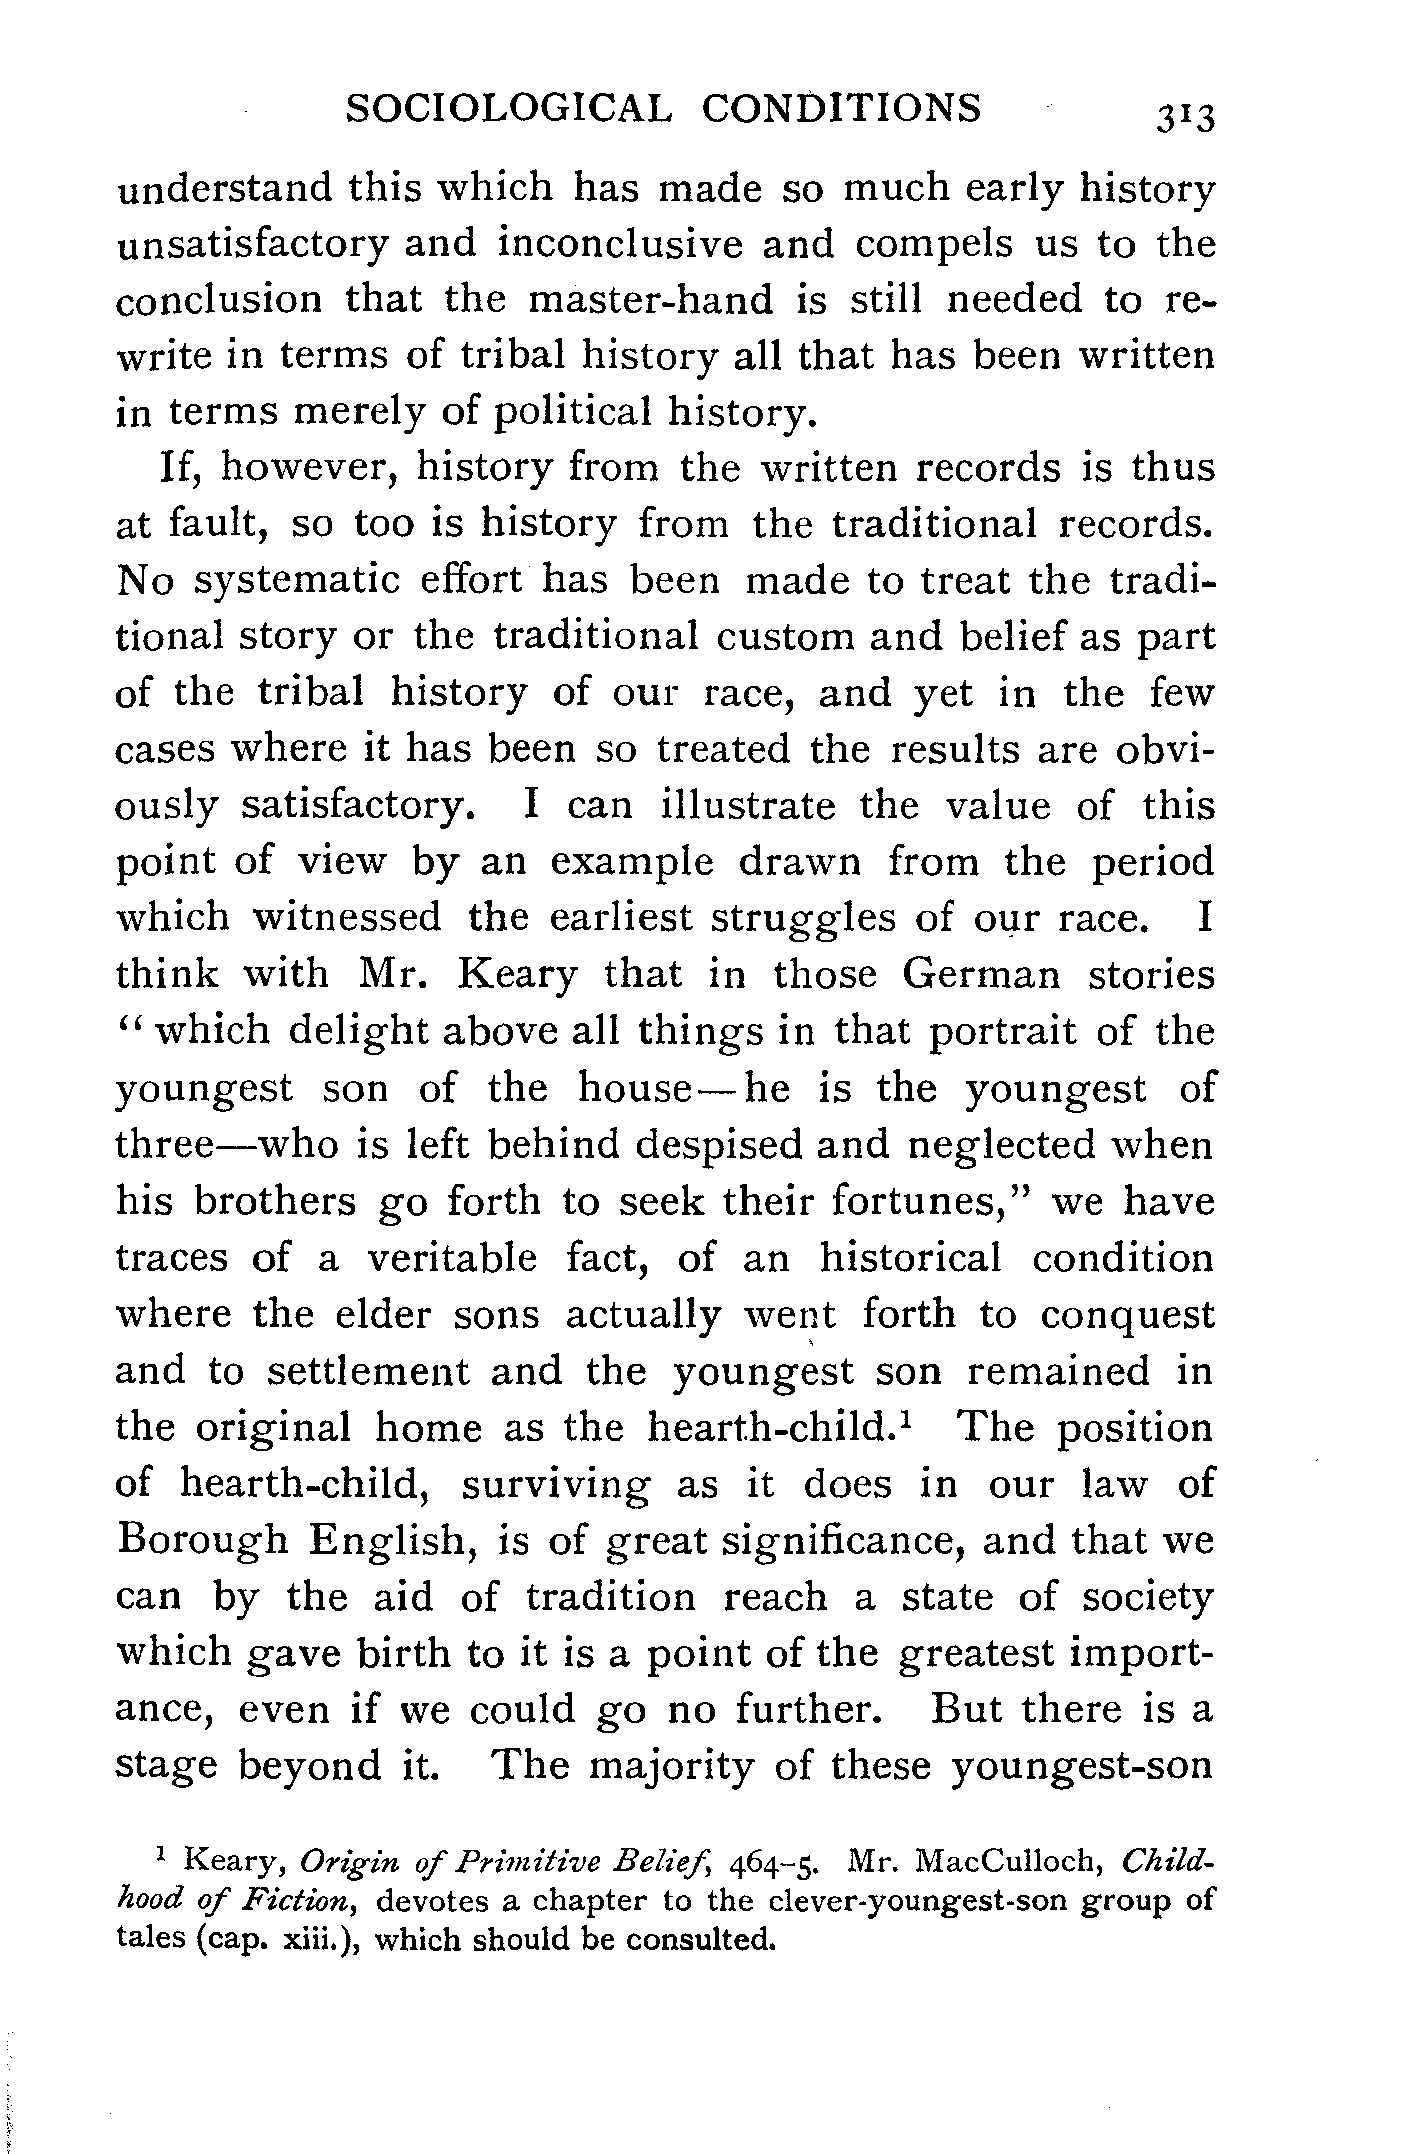 SOCIOLOGICAL CONDITIONS 313
understand this which has made so much early history
unsatisfactory and inconclusive and compels us to the
conclusion that the master-hand is still needed to re-
write in terms of tribal history all that has been written
in terms merely of political history.
If, however, history from the written records is thus
at fault, so too is history from the traditional records.
No systematic effort has been made to treat the tradi-
tional story or the traditional custom and belief as part
of the tribal history of our race, and yet in the few
cases where it has been so treated the results are obvi-
ously satisfactory. I can illustrate the value of this
point of view by an example drawn from the period
which witnessed the earliest struggles of our race. I
think with Mr. Keary that in those German stories
“ which delight above all things in that portrait of the
youngest son of the house—he is the youngest of
three—who is left behind despised and neglected when
his brothers go forth to seek their fortunes,” we have
traces of a veritable fact, of an historical condition
where the elder sons actually went forth to conquest
and to settlement and the youngest son remained in
the original home as the hearth-child.¹ The position
of hearth-child, surviving as it does in our law of
Borough English, is of great significance, and that we
can by the aid of tradition reach a state of society
which gave birth to it is a point of the greatest import-
ance, even if we could go no further. But there is a
stage beyond it. The majority of these youngest-son
¹ Keary, Origin of Primitive Belief, 464–5. Mr. MacCulloch, Child-
hood of Fiction, devotes a chapter to the clever-youngest-son group of
tales (cap. xiii.), which should be consulted.